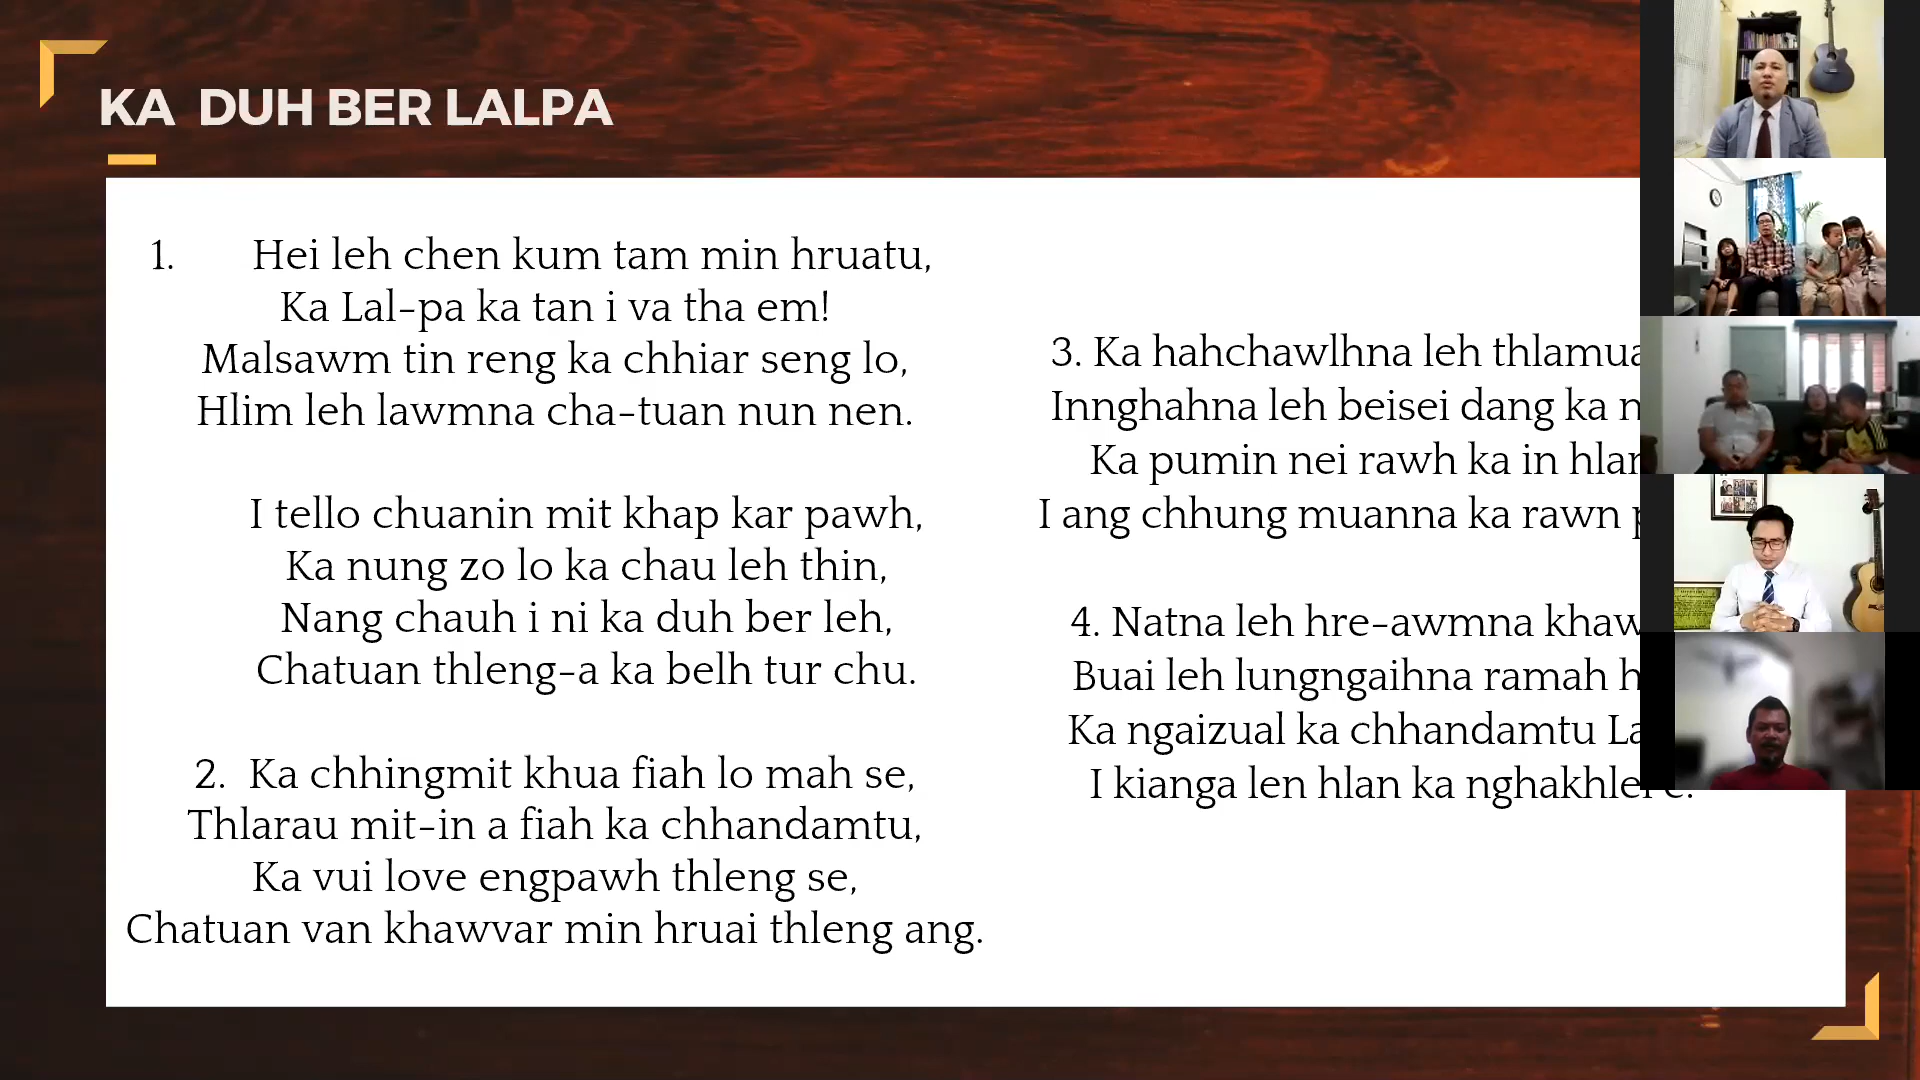 KA DUH BER LALPA
1. Hei leh chen kum tam min hruatu,
Ka Lal-pa ka tan i va tha em!
Malsawm tin reng ka chhiar seng lo,
Hlim leh lawmna cha-tuan nun nen.
I tello chuanin mit khap kar pawh,
Ka nung zo lo ka chau leh thin,
Nang chauh i ni ka duh ber leh,
Chatuan thleng-a ka belh tur chu.
2. Ka chhingmit khua fiah lo mah se,
Thlarau mit-in a fiah ka chhandamtu,
Ka vui love engpawh thleng se,
Chatuan van khawvar min hruai thleng ang.
3. Ka hahchawlhna leh
Innghahna leh beisei dang ka
Ka pumin nei rawh ka in
I ang chhung muanna ka rawn
4. Natna leh hre-awmna
Buai leh lungngaihna ramah
Ka ngaizual ka chhandamtu
I kianga len hlan ka